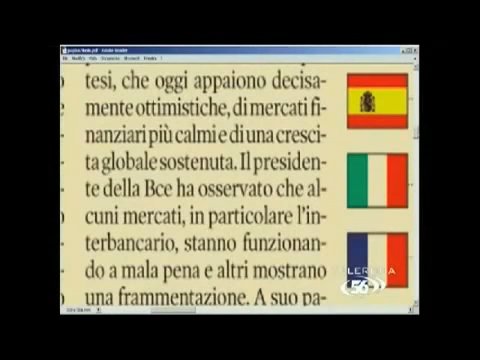 tesi, che oggi appaiono decisa-
mente ottimistiche, di mercati fi-
nanziari più calmi e di una cresci-
ta globale sostenuta. Il presiden-
te della Bce ha osservato che al-
cuni mercati, in particolare l'in-
terbancario, stanno funzionan-
do a mala pena e altri mostrano
una frammentazione. A suo pa-
56